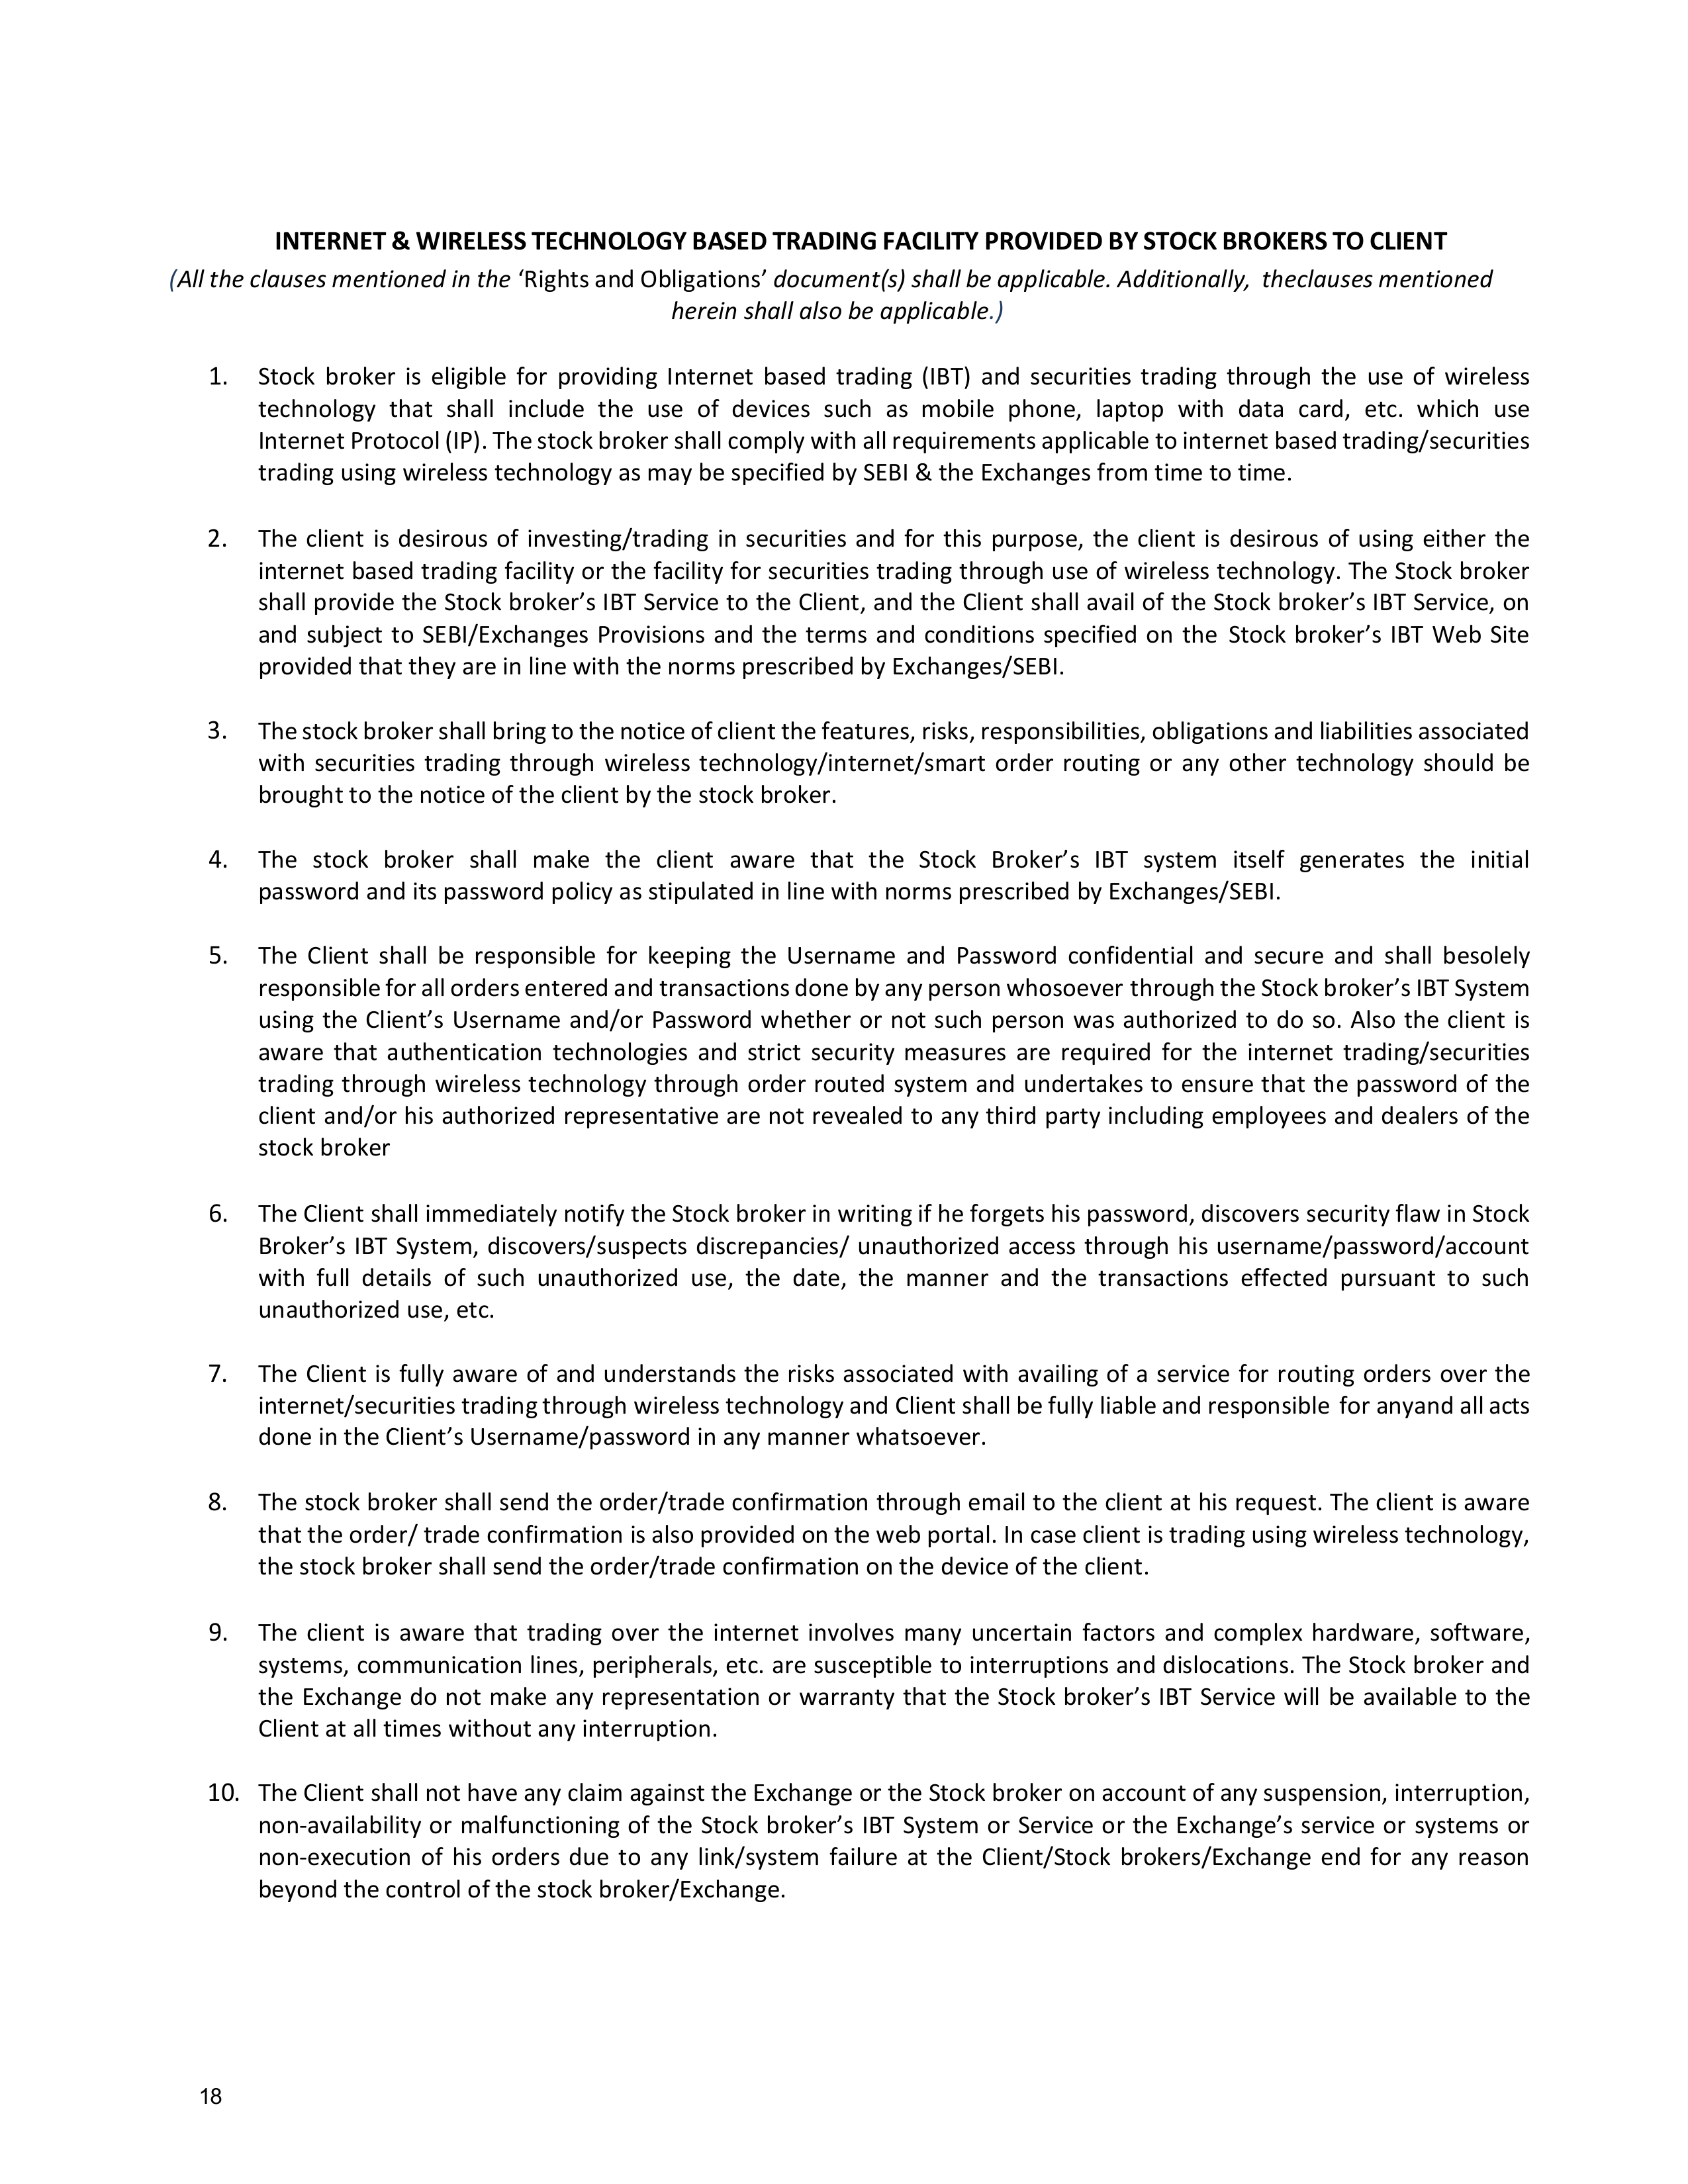 INTERNET & WIRELESS TECHNOLOGY BASED TRADING FACILITY PROVIDED BY STOCK BROKERS TO CLIENT
(All the clauses mentioned in the ‘Rights and Obligations’ document(s) shall be applicable. Additionally, theclauses mentioned
herein shall also be applicable.)
1. Stock broker is eligible for providing Internet based trading (IBT) and securities trading through the use of wireless
technology that shall include the use of devices such as mobile phone, laptop with data card, etc. which use
Internet Protocol (IP). The stock broker shall comply with all requirements applicable to internet based trading/securities
trading using wireless technology as may be specified by SEBI & the Exchanges from time to time.
2. The client is desirous of investing/trading in securities and for this purpose, the client is desirous of using either the
internet based trading facility or the facility for securities trading through use of wireless technology. The Stock broker
shall provide the Stock broker’s IBT Service to the Client, and the Client shall avail of the Stock broker’s IBT Service, on
and subject to SEBI/Exchanges Provisions and the terms and conditions specified on the Stock broker’s IBT Web Site
provided that they are in line with the norms prescribed by Exchanges/SEBI.
3. The stock broker shall bring to the notice of client the features, risks, responsibilities, obligations and liabilities associated
with securities trading through wireless technology/internet/smart order routing or any other technology should be
brought to the notice of the client by the stock broker.
4. The stock broker shall make the client aware that the Stock Broker’s IBT system itself generates the initial
password and its password policy as stipulated in line with norms prescribed by Exchanges/SEBI.
5. The Client shall be responsible for keeping the Username and Password confidential and secure and shall besolely
responsible for all orders entered and transactions done by any person whosoever through the Stock broker’s IBT System
using the Client’s Username and/or Password whether or not such person was authorized to do so. Also the client is
aware that authentication technologies and strict security measures are required for the internet trading/securities
trading through wireless technology through order routed system and undertakes to ensure that the password of the
client and/or his authorized representative are not revealed to any third party including employees and dealers of the
stock broker
6. The Client shall immediately notify the Stock broker in writing if he forgets his password, discovers security flaw in Stock
Broker’s IBT System, discovers/suspects discrepancies/ unauthorized access through his username/password/account
with full details of such unauthorized use, the date, the manner and the transactions effected pursuant to such
unauthorized use, etc.
7. The Client is fully aware of and understands the risks associated with availing of a service for routing orders over the
internet/securities trading through wireless technology and Client shall be fully liable and responsible for anyand all acts
done in the Client’s Username/password in any manner whatsoever.
8. The stock broker shall send the order/trade confirmation through email to the client at his request. The client is aware
that the order/ trade confirmation is also provided on the web portal. In case client is trading using wireless technology,
the stock broker shall send the order/trade confirmation on the device of the client.
9. The client is aware that trading over the internet involves many uncertain factors and complex hardware, software,
systems, communication lines, peripherals, etc. are susceptible to interruptions and dislocations. The Stock broker and
the Exchange do not make any representation or warranty that the Stock broker’s IBT Service will be available to the
Client at all times without any interruption.
10. The Client shall not have any claim against the Exchange or the Stock broker on account of any suspension, interruption,
non-availability or malfunctioning of the Stock broker’s IBT System or Service or the Exchange’s service or systems or
non-execution of his orders due to any link/system failure at the Client/Stock brokers/Exchange end for any reason
beyond the control of the stock broker/Exchange.
18